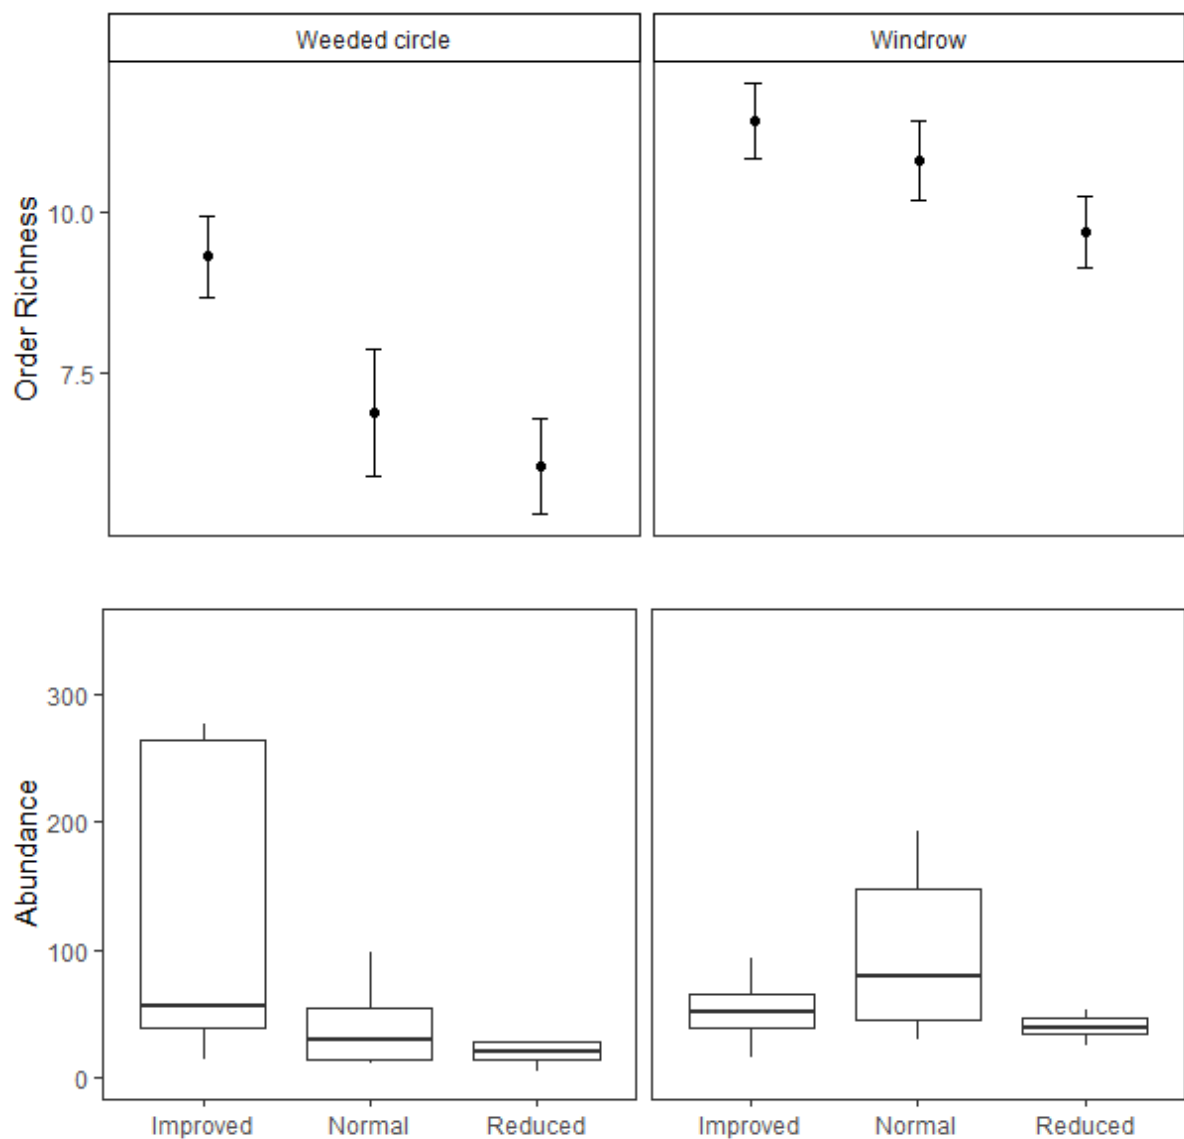 Weeded circle Windrow
Order Richness
10.0
7.5
Abundance
300
200
100
0
Improved Normal Reduced Improved Normal Reduced